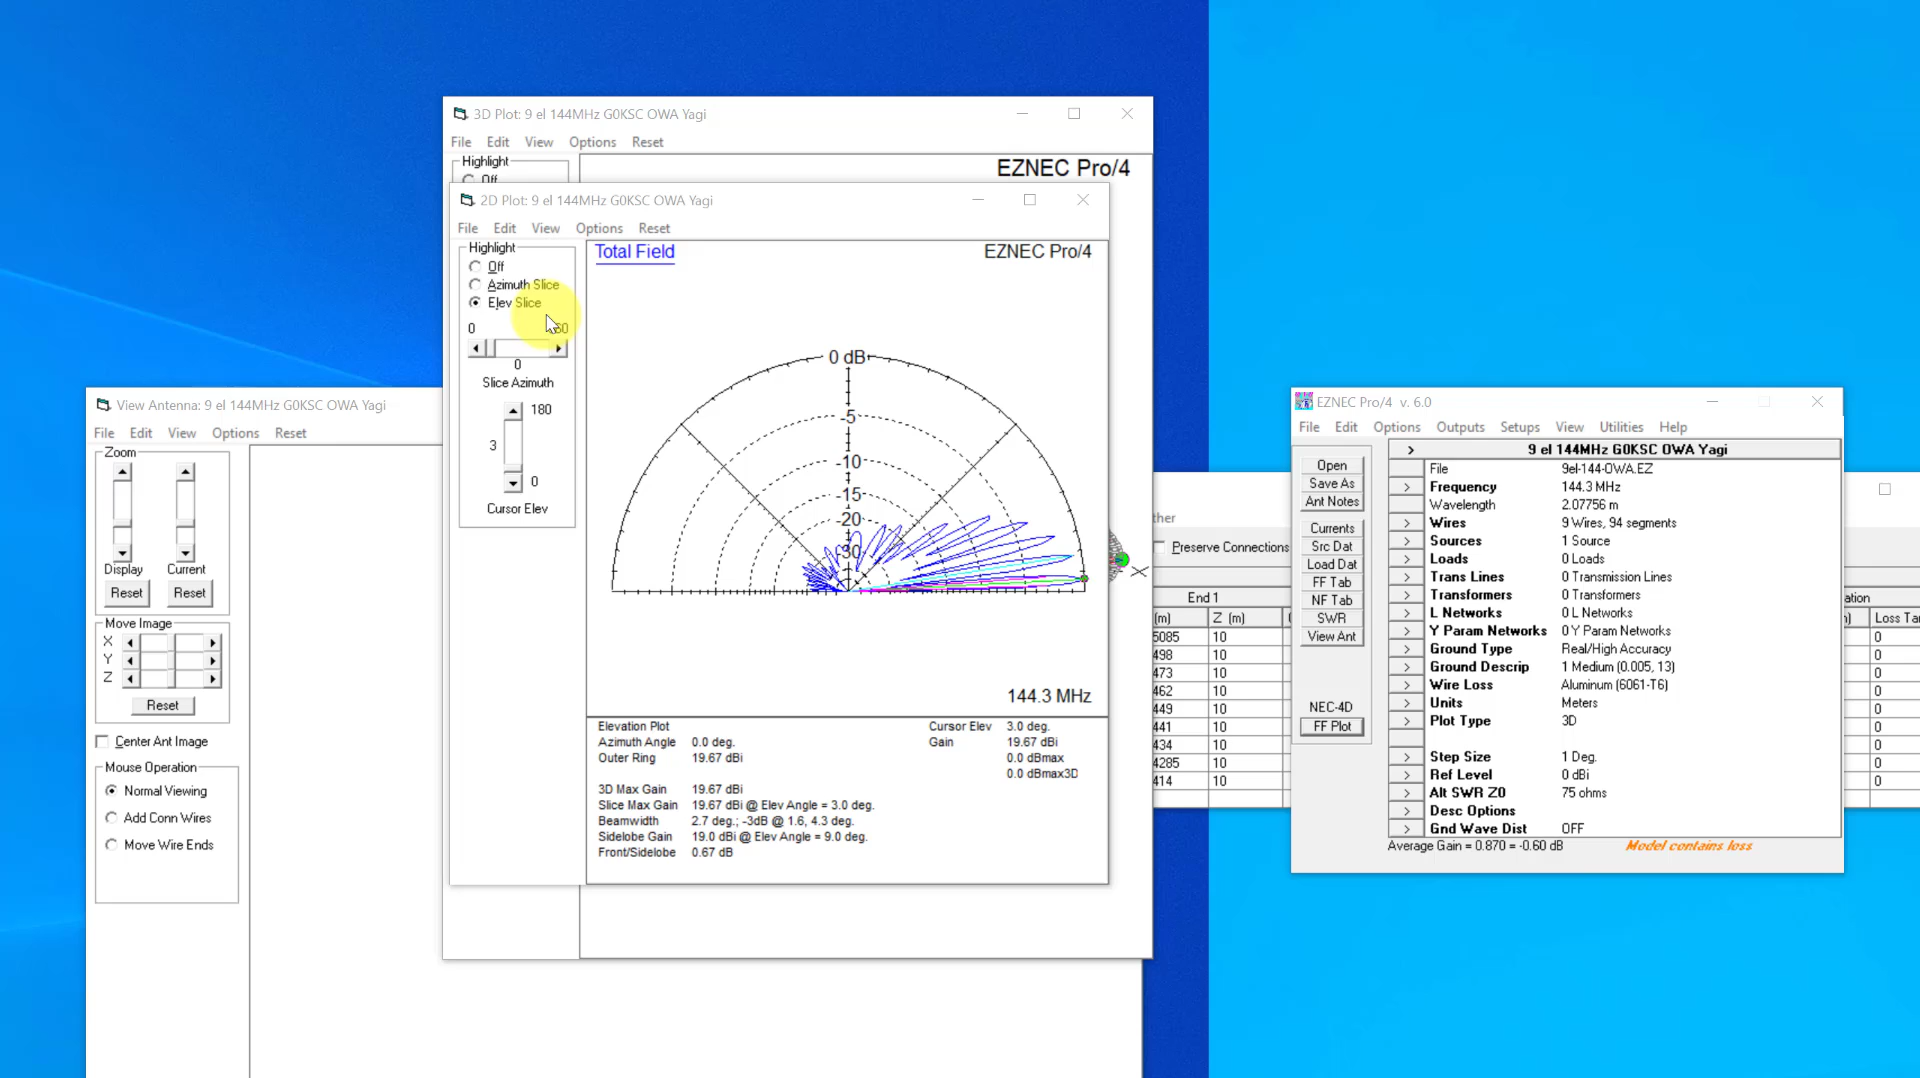 3D Plot: 9 el 144MHz G0KSC OWA Yagi
File Edit View Options Reset
Highlight
Off
EZNEC Pro/4
2D Plot: 9 el 144MHz G0KSC OWA Yagi
File Edit View Options Reset
Highlight
Off
Azimuth Slice
Elev Slice
0
0
Slice Azimuth
180
3
0
Cursor Elev
Total Field
EZNEC Pro/4
0 dB
-5
-10
-15
-20
-30
144.3 MHz
Elevation Plot
Azimuth Angle 0.0 deg.
Outer Ring 19.67 dBi
Cursor Elev 3.0 deg.
Gain 19.67 dBi
0.0 dBmax
0.0 dBmax3D
3D Max Gain 19.67 dBi
Slice Max Gain 19.67 dBi @ Elev Angle = 3.0 deg.
Beamwidth 2.7 deg.; -3dB @ 1.6, 4.3 deg.
Sidelobe Gain 19.0 dBi @ Elev Angle = 9.0 deg.
Front/Sidelobe 0.67 dB
View Antenna: 9 el 144MHz G0KSC OWA Yagi
File Edit View Options Reset
Zoom
Display Current
Reset Reset
Move Image
X
Y
Z
Reset
Center Ant Image
Mouse Operation
Normal Viewing
Add Conn Wires
Move Wire Ends
ther
Preserve Connections
End 1
(m) Z (m)
5085 10
498 10
473 10
462 10
449 10
441 10
434 10
4285 10
414 10
EZNEC Pro/4 v. 6.0
File Edit Options Outputs Setups View Utilities Help
Open
Save As
Ant Notes
Currents
Src Dat
Load Dat
FF Tab
NF Tab
SWR
View Ant
NEC-4D
FF Plot
9 el 144MHz G0KSC OWA Yagi
File 9el-144-OWA.EZ
Frequency 144.3 MHz
Wavelength 2.07756 m
Wires 9 Wires, 94 segments
Sources 1 Source
Loads 0 Loads
Trans Lines 0 Transmission Lines
Transformers 0 Transformers
L Networks 0 L Networks
Y Param Networks 0 Y Param Networks
Ground Type Real/High Accuracy
Ground Descrip 1 Medium (0.005, 13)
Wire Loss Aluminum (6061-T6)
Units Meters
Plot Type 3D
Step Size 1 Deg.
Ref Level 0 dBi
Alt SWR Z0 75 ohms
Desc Options
Gnd Wave Dist OFF
Average Gain = 0.870 = -0.60 dB Model contains loss
ation
) Loss Tan
0
0
0
0
0
0
0
0
0